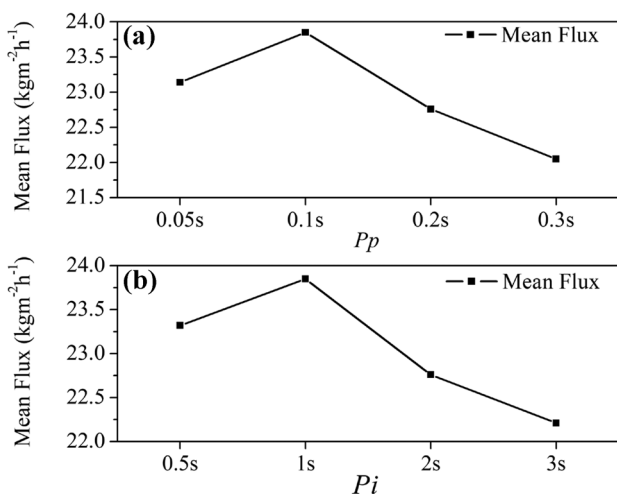 (a)
Mean Flux
Mean Flux (kgm-2h-1)
24.0
23.5
23.0
22.5
22.0
21.5
0.05s 0.1s 0.2s 0.3s
Pp
(b)
Mean Flux
Mean Flux (kgm-2h-1)
24.0
23.5
23.0
22.5
22.0
0.5s 1s 2s 3s
Pi